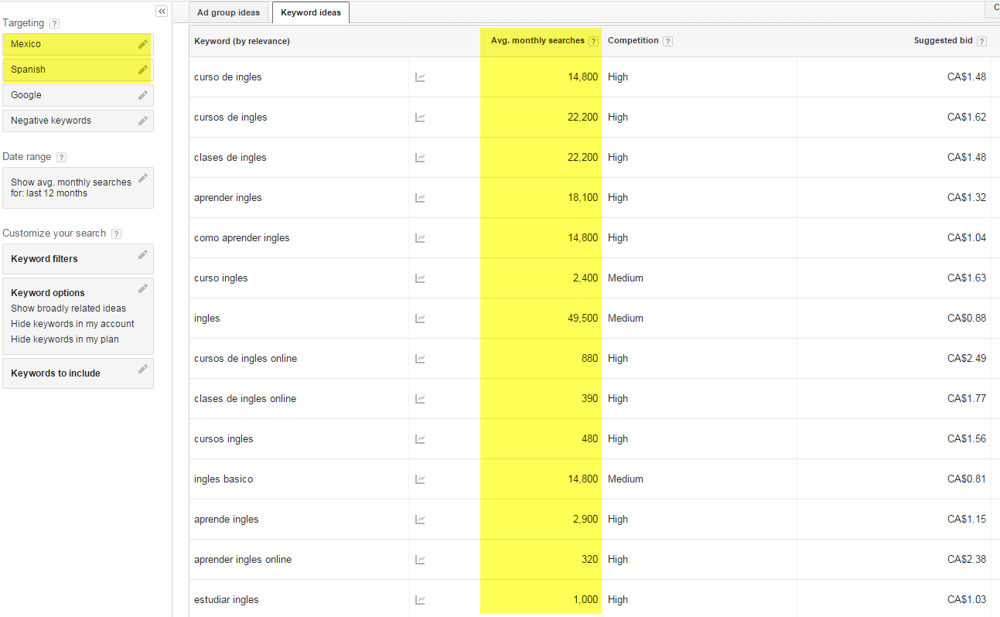 Targeting ?
Mexico
Spanish
Google
Negative keywords
Date range ?
Show avg. monthly searches
for: last 12 months
Customize your search ?
Keyword filters
Keyword options
Show broadly related ideas
Hide keywords in my account
Hide keywords in my plan
Keywords to include
Ad group ideas Keyword ideas C
Keyword (by relevance) Avg. monthly searches ? Competition ? Suggested bid ?
curso de ingles 14,800 High CA$1.48
cursos de ingles 22,200 High CA$1.62
clases de ingles 22,200 High CA$1.48
aprender ingles 18,100 High CA$1.32
como aprender ingles 14,800 High CA$1.04
curso ingles 2,400 Medium CA$1.63
ingles 49,500 Medium CA$0.88
cursos de ingles online 880 High CA$2.49
clases de ingles online 390 High CA$1.77
cursos ingles 480 High CA$1.56
ingles basico 14,800 Medium CA$0.81
aprende ingles 2,900 High CA$1.15
aprender ingles online 320 High CA$2.38
estudiar ingles 1,000 High CA$1.03